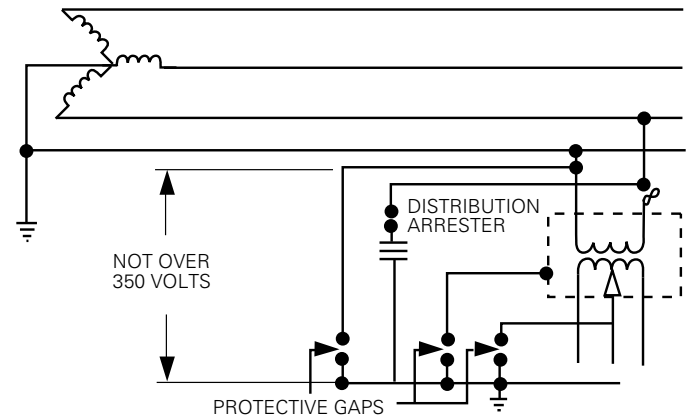 DISTRIBUTION
ARRESTER
NOT OVER
350 VOLTS
PROTECTIVE GAPS